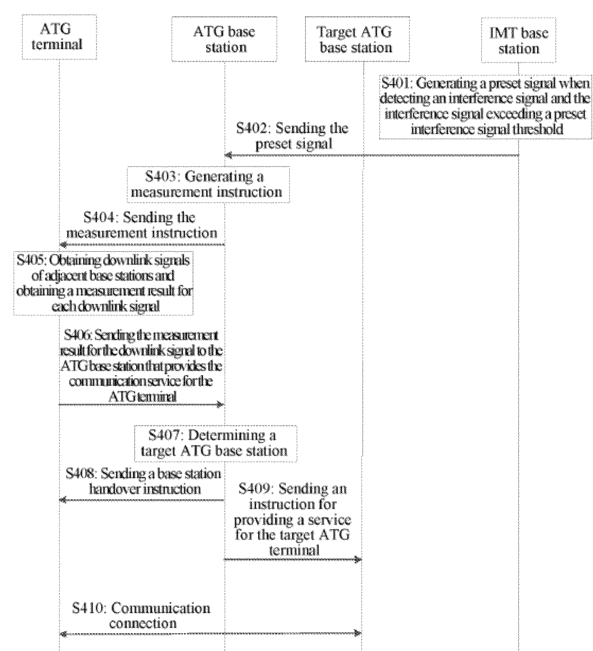 ATG
terminal
ATG base
station
Target ATG
base station
IMT base
station
S401: Generating a preset signal when
detecting an interference signal and the
interference signal exceeding a preset
interference signal threshold
S402: Sending the
preset signal
S403: Generating a
measurement instruction
S404: Sending the
measurement instruction
S405: Obtaining downlink signals
of adjacent base stations and
obtaining a measurement result for
each downlink signal
S406: Sending the measurement
result for the downlink signal to the
ATG base station that provides the
communication service for the
ATG terminal
S407: Determining a
target ATG base station
S408: Sending a base station
handover instruction
S409: Sending an
instruction for
providing a service
for the target ATG
terminal
S410: Communication
connection